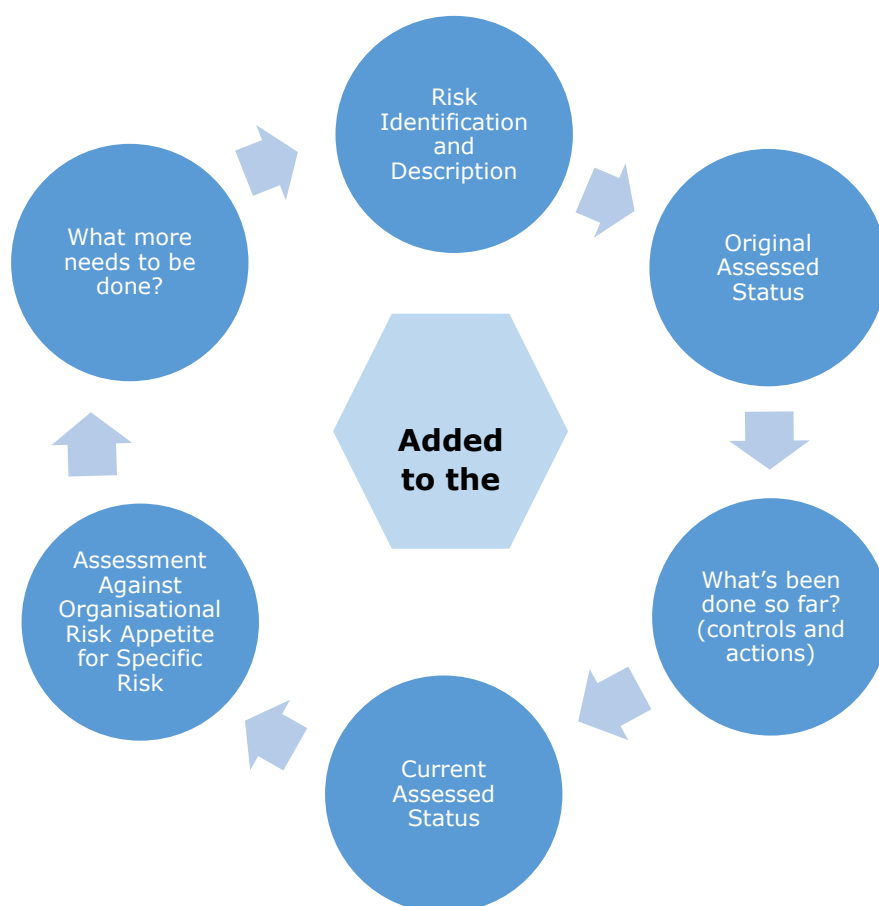 Risk
Identification
and
Description
Original
Assessed
Status
What’s been
done so far?
(controls and
actions)
Current
Assessed
Status
Assessment
Against
Organisational
Risk Appetite
for Specific
Risk
What more
needs to be
done?
Added
to the